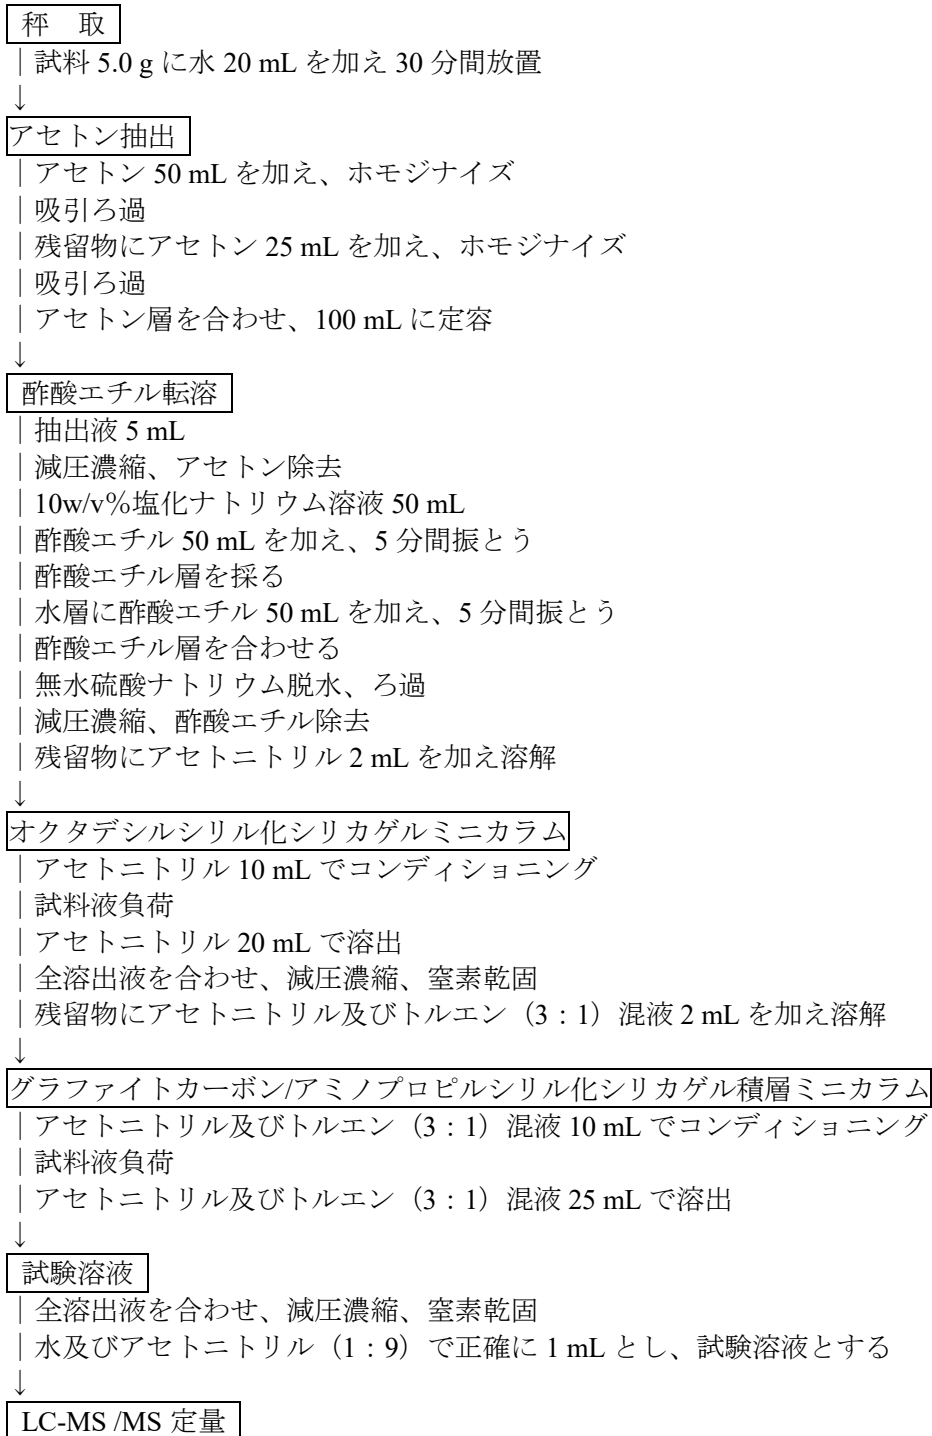 秤　取
｜試料 5.0 g に水 20 mL を加え 30 分間放置
↓
アセトン抽出
｜アセトン 50 mL を加え、ホモジナイズ
｜吸引ろ過
｜残留物にアセトン 25 mL を加え、ホモジナイズ
｜吸引ろ過
｜アセトン層を合わせ、100 mL に定容
↓
酢酸エチル転溶
｜抽出液 5 mL
｜減圧濃縮、アセトン除去
｜10w/v%塩化ナトリウム溶液 50 mL
｜酢酸エチル 50 mL を加え、5 分間振とう
｜酢酸エチル層を採る
｜水層に酢酸エチル 50 mL を加え、5 分間振とう
｜酢酸エチル層を合わせる
｜無水硫酸ナトリウム脱水、ろ過
｜減圧濃縮、酢酸エチル除去
｜残留物にアセトニトリル 2 mL を加え溶解
↓
オクタデシルシリル化シリカゲルミニカラム
｜アセトニトリル 10 mL でコンディショニング
｜試料液負荷
｜アセトニトリル 20 mL で溶出
｜全溶出液を合わせ、減圧濃縮、窒素乾固
｜残留物にアセトニトリル及びトルエン（3：1）混液 2 mL を加え溶解
↓
グラファイトカーボン/アミノプロピルシリル化シリカゲル積層ミニカラム
｜アセトニトリル及びトルエン（3：1）混液 10 mL でコンディショニング
｜試料液負荷
｜アセトニトリル及びトルエン（3：1）混液 25 mL で溶出
↓
試験溶液
｜全溶出液を合わせ、減圧濃縮、窒素乾固
｜水及びアセトニトリル（1：9）で正確に 1 mL とし、試験溶液とする
↓
LC-MS /MS 定量